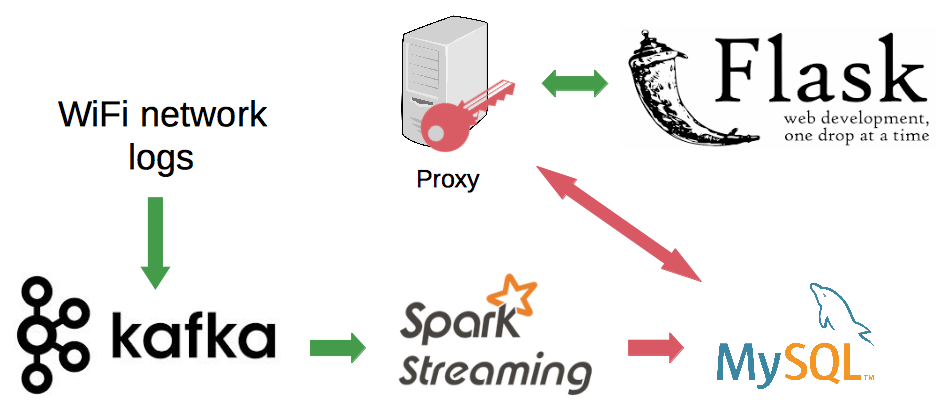 WiFi network
logs
Proxy
Flask
web development,
one drop at a time
kafka
Spark
Streaming
MySQL™